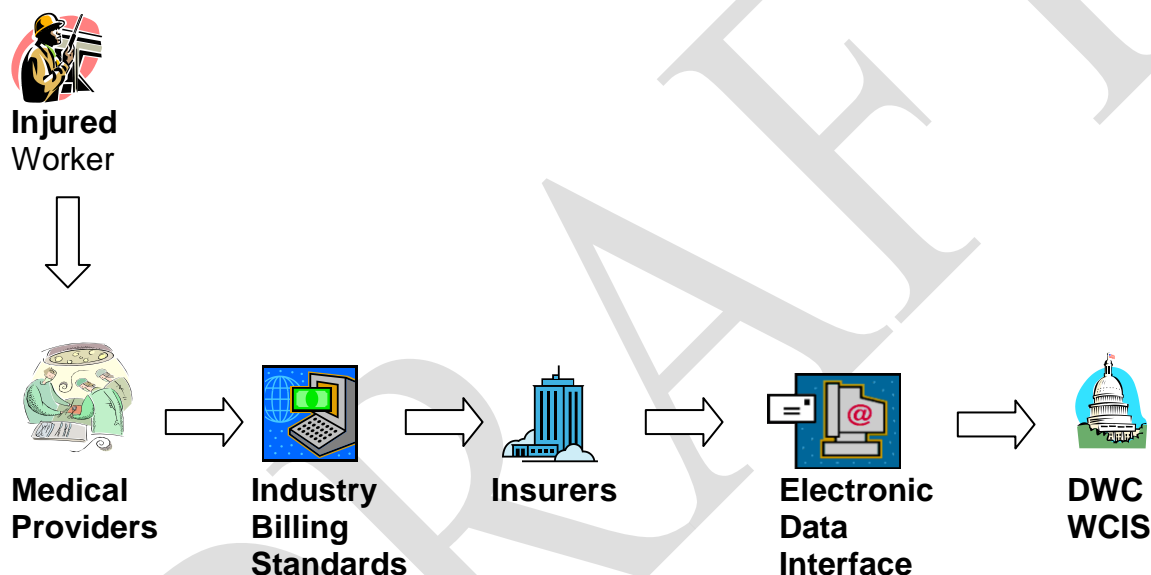 Injured
Worker
Medical
Providers
Industry
Billing
Standards
Insurers
@
Electronic
Data
Interface
DWC
WCIS
DRAFT